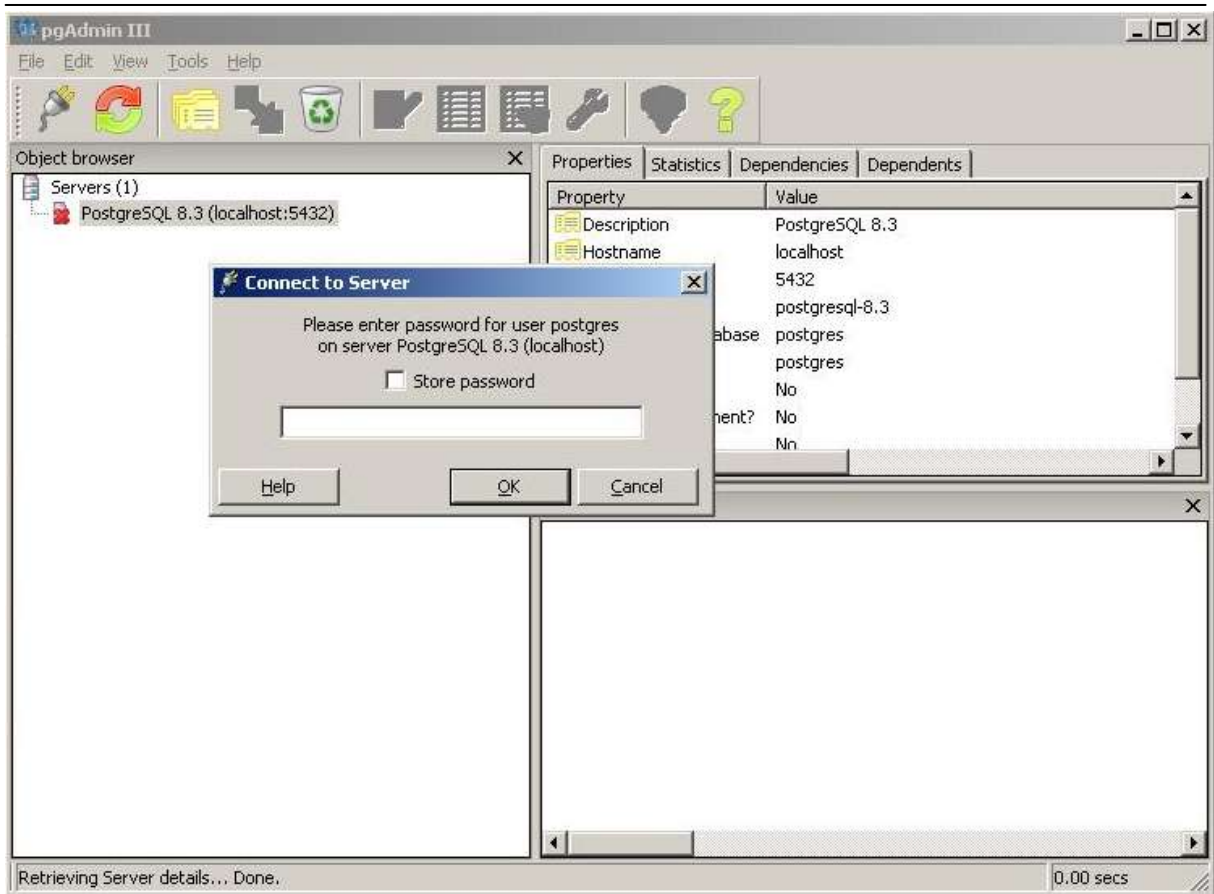 pgAdmin III
File Edit View Tools Help
Object browser
Servers (1)
PostgreSQL 8.3 (localhost:5432)
Properties Statistics Dependencies Dependents
Property Value
Description PostgreSQL 8.3
Hostname localhost
5432
postgresql-8.3
abase postgres
postgres
No
nent? No
No
Connect to Server
Please enter password for user postgres
on server PostgreSQL 8.3 (localhost)
Store password
Help OK Cancel
Retrieving Server details... Done.
0.00 secs